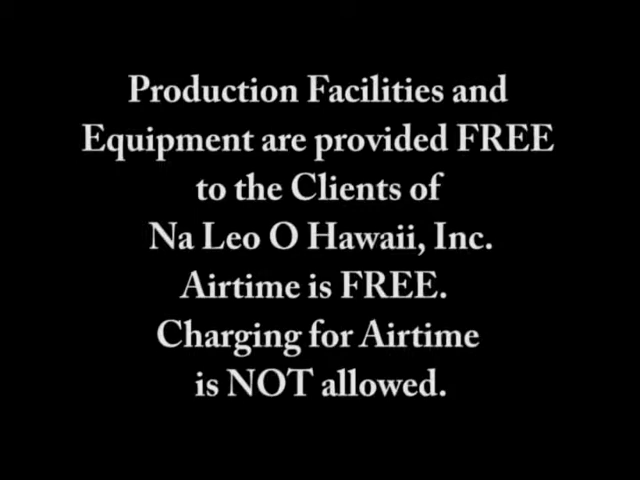 Production Facilities and
Equipment are provided FREE
to the Clients of
Na Leo O Hawaii, Inc.
Airtime is FREE.
Charging for Airtime
is NOT allowed.